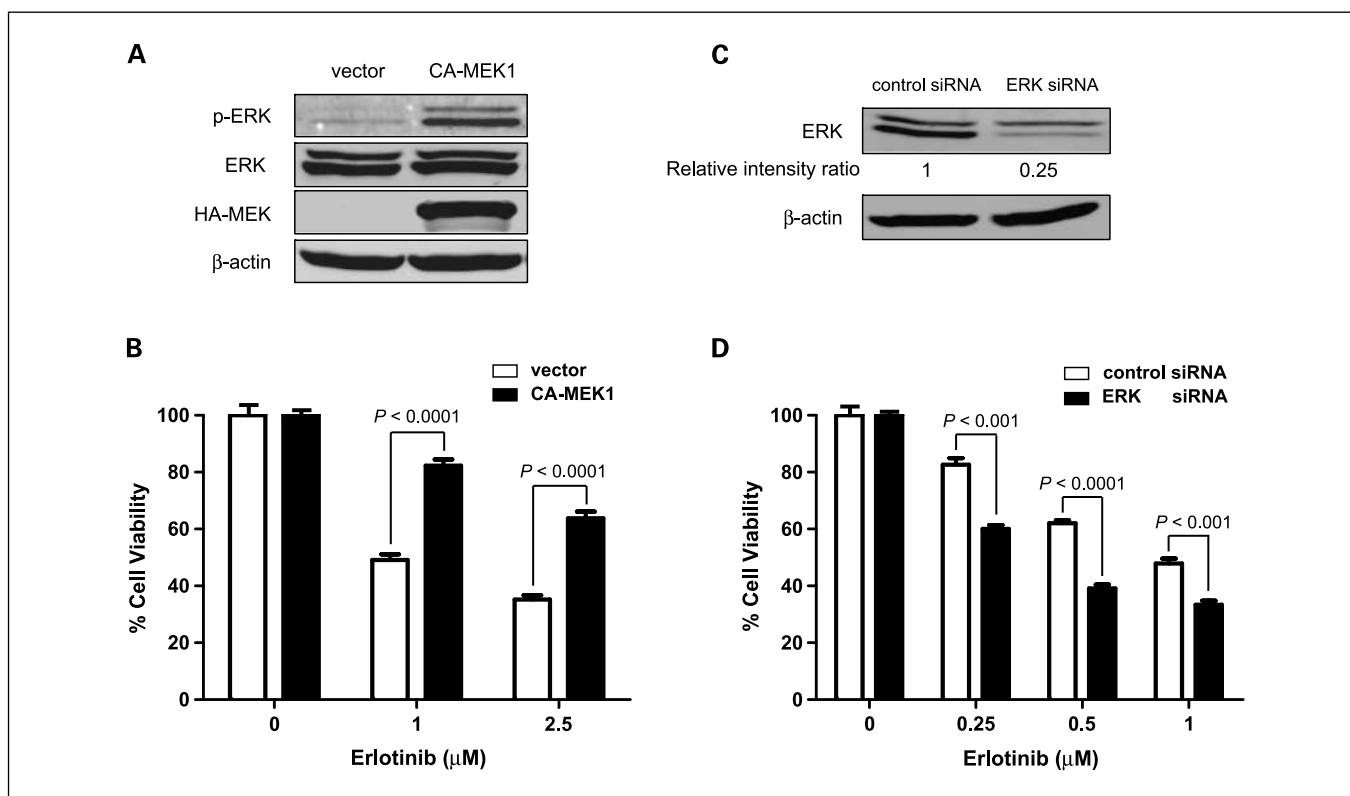 A
vector CA-MEK1
p-ERK
ERK
HA-MEK
β-actin
B
vector
CA-MEK1
P < 0.0001
P < 0.0001
% Cell Viability
100
80
60
40
20
0
0 1 2.5
Erlotinib (μM)
C
control siRNA ERK siRNA
ERK
Relative intensity ratio 1 0.25
β-actin
D
control siRNA
ERK siRNA
P < 0.001
P < 0.0001
P < 0.001
% Cell Viability
100
80
60
40
20
0
0 0.25 0.5 1
Erlotinib (μM)